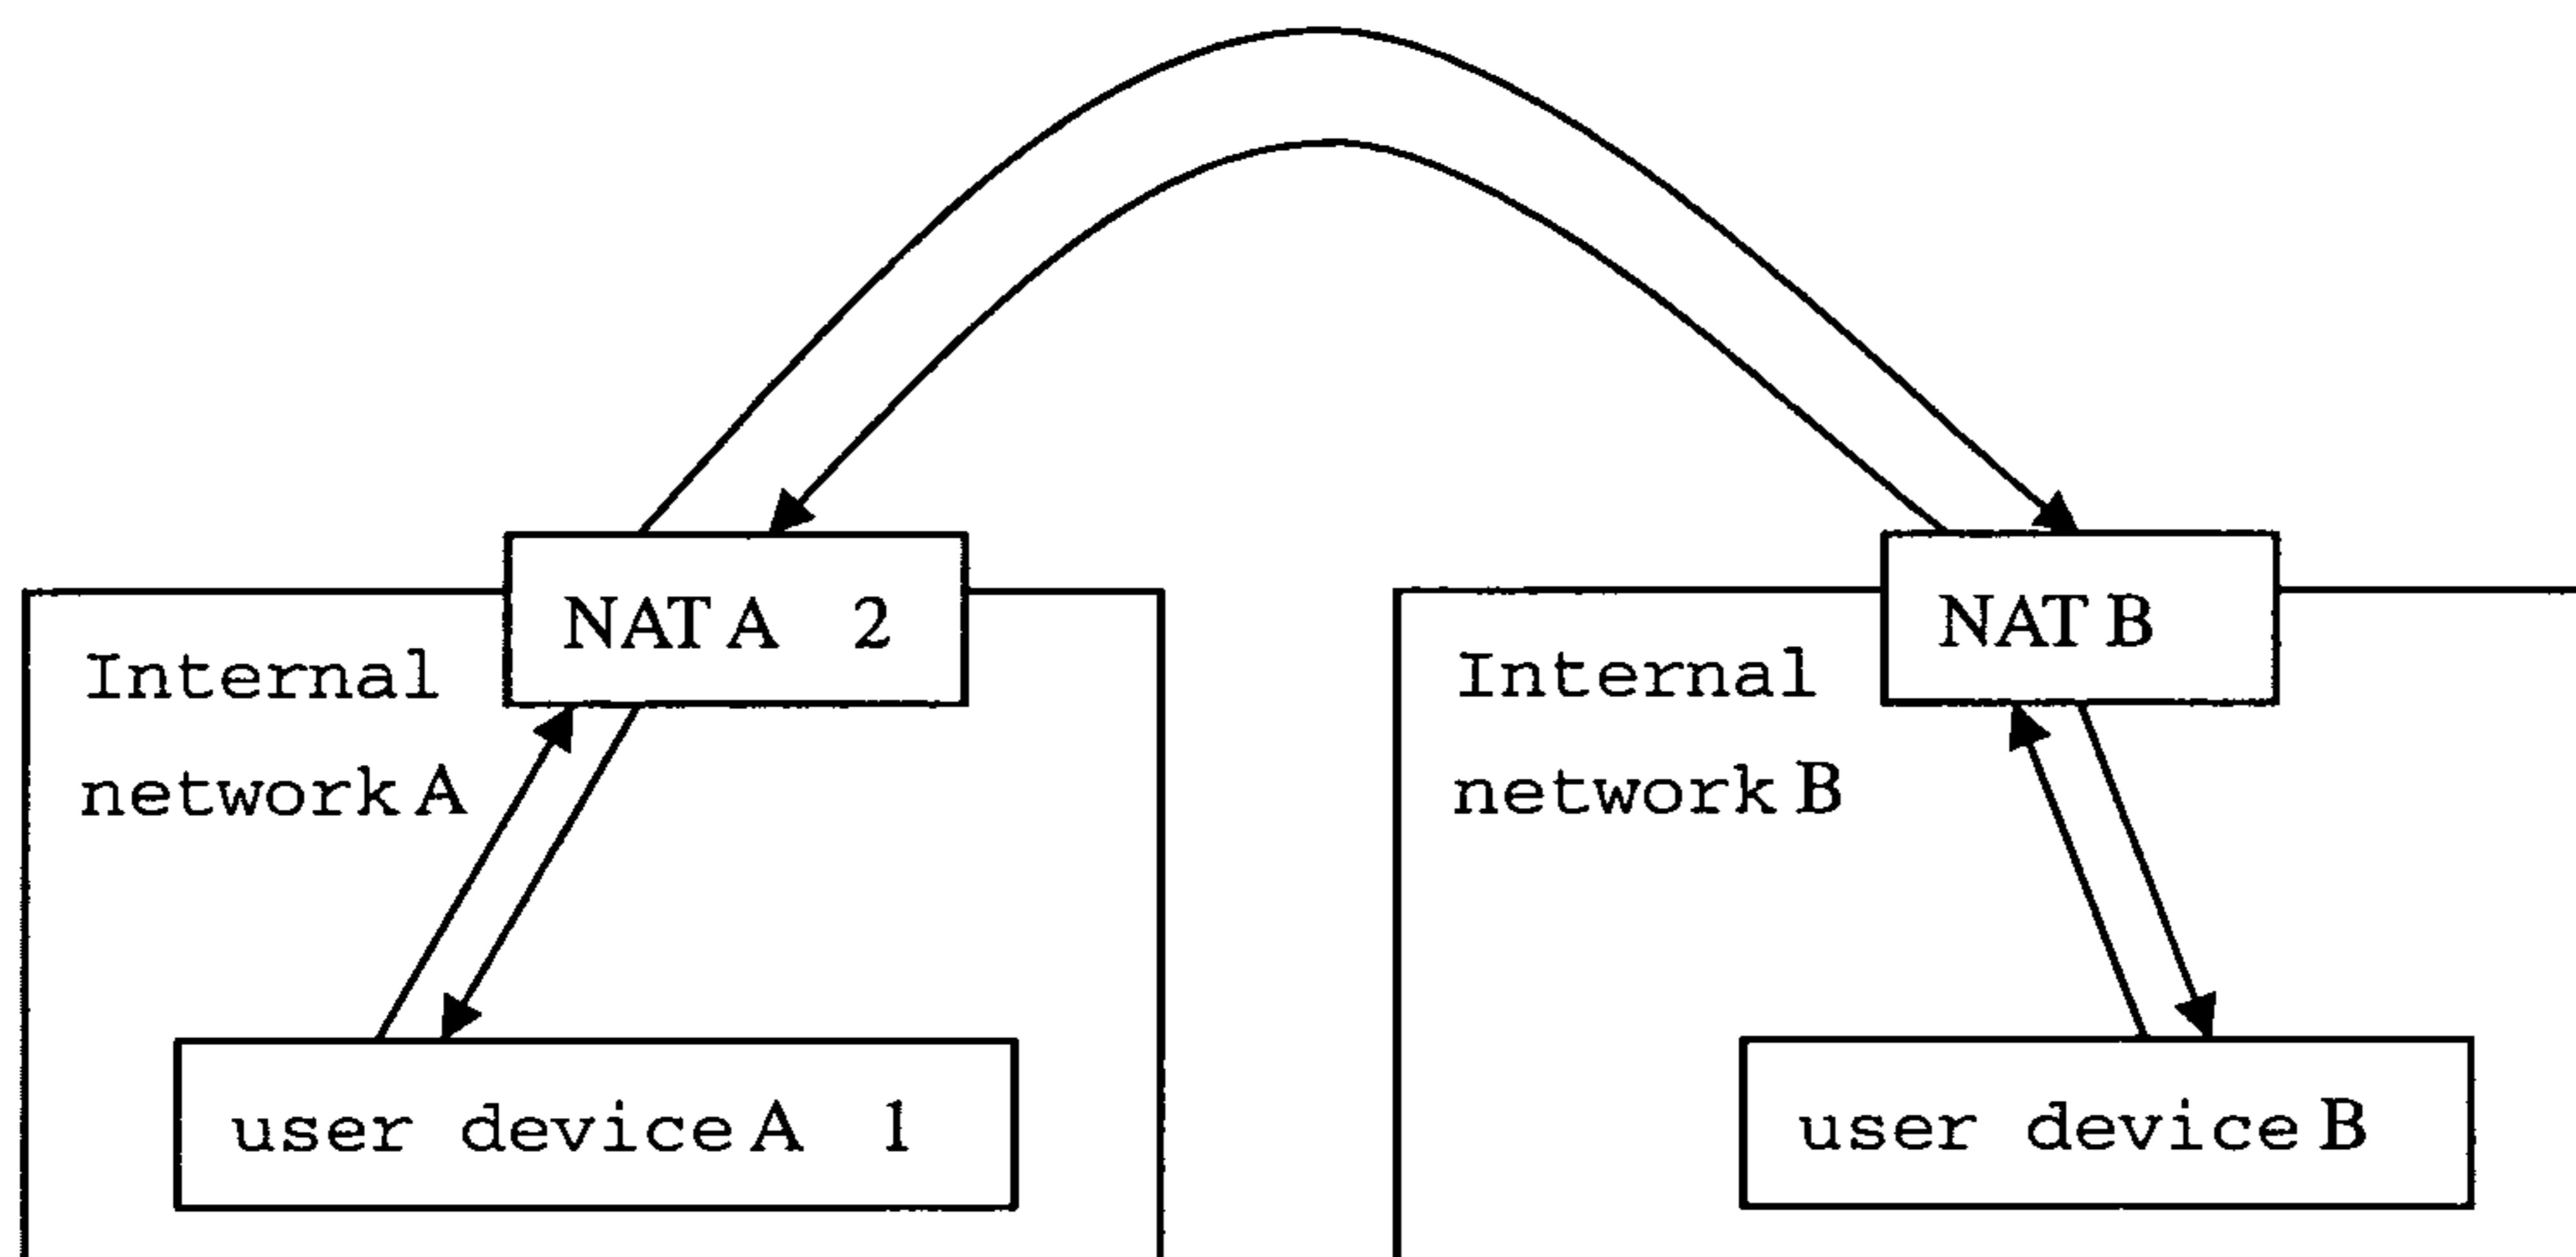 NAT A 2
Internal
network A
user device A 1
NAT B
Internal
network B
user device B